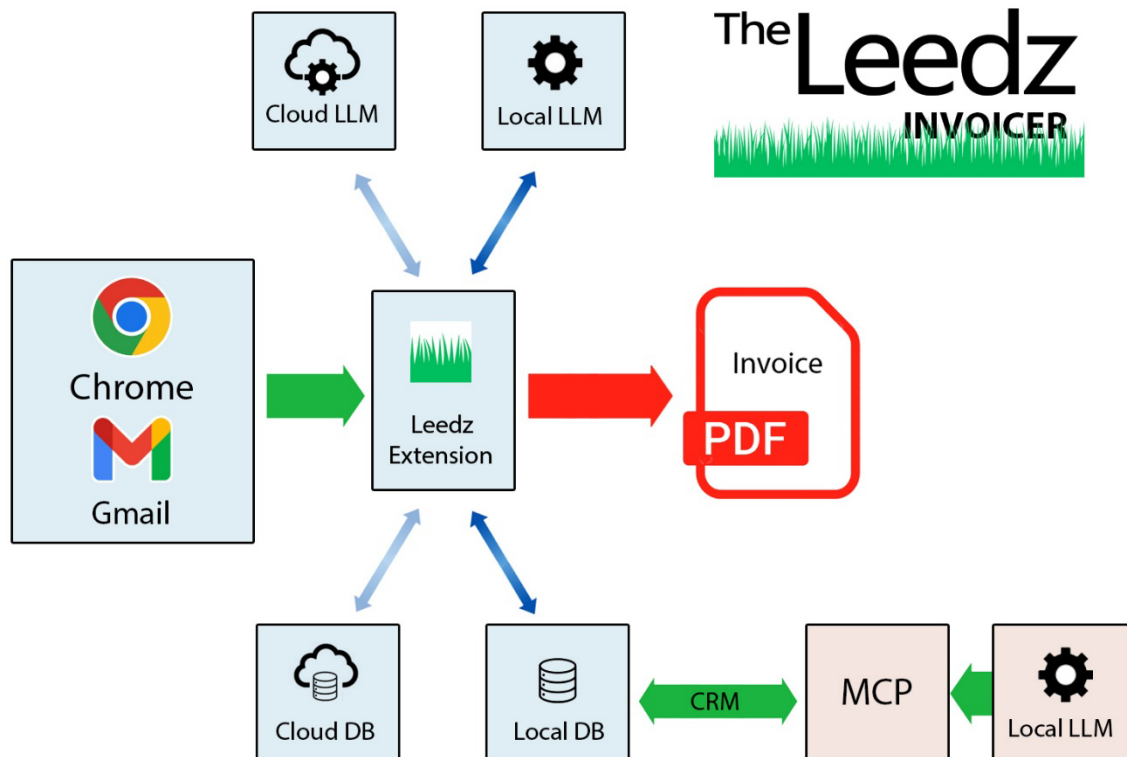 Cloud LLM
Local LLM
The Leedz
INVOICER
Chrome
Gmail
Leedz
Extension
Invoice
PDF
Cloud DB
Local DB
CRM
MCP
Local LLM